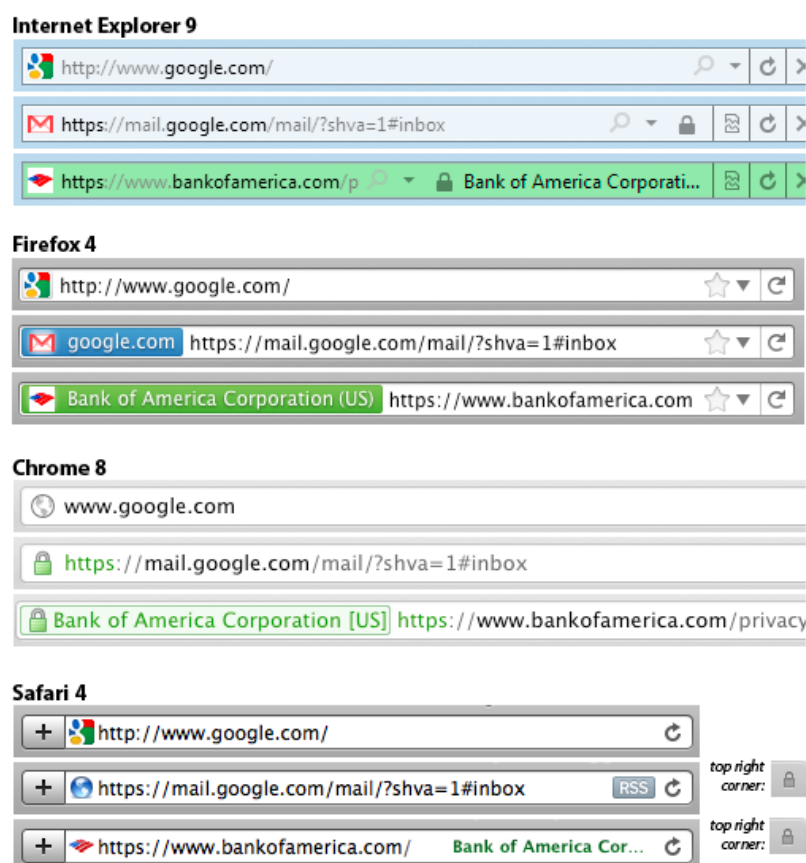 Internet Explorer 9
http://www.google.com/
https://mail.google.com/mail/?shva=1#inbox
https://www.bankofamerica.com/p Bank of America Corporati...
Firefox 4
http://www.google.com/
google.com https://mail.google.com/mail/?shva=1#inbox
Bank of America Corporation (US) https://www.bankofamerica.com
Chrome 8
www.google.com
https://mail.google.com/mail/?shva=1#inbox
Bank of America Corporation [US] https://www.bankofamerica.com/privacy
Safari 4
http://www.google.com/
https://mail.google.com/mail/?shva=1#inbox RSS
top right
corner:
https://www.bankofamerica.com/ Bank of America Cor...
top right
corner: